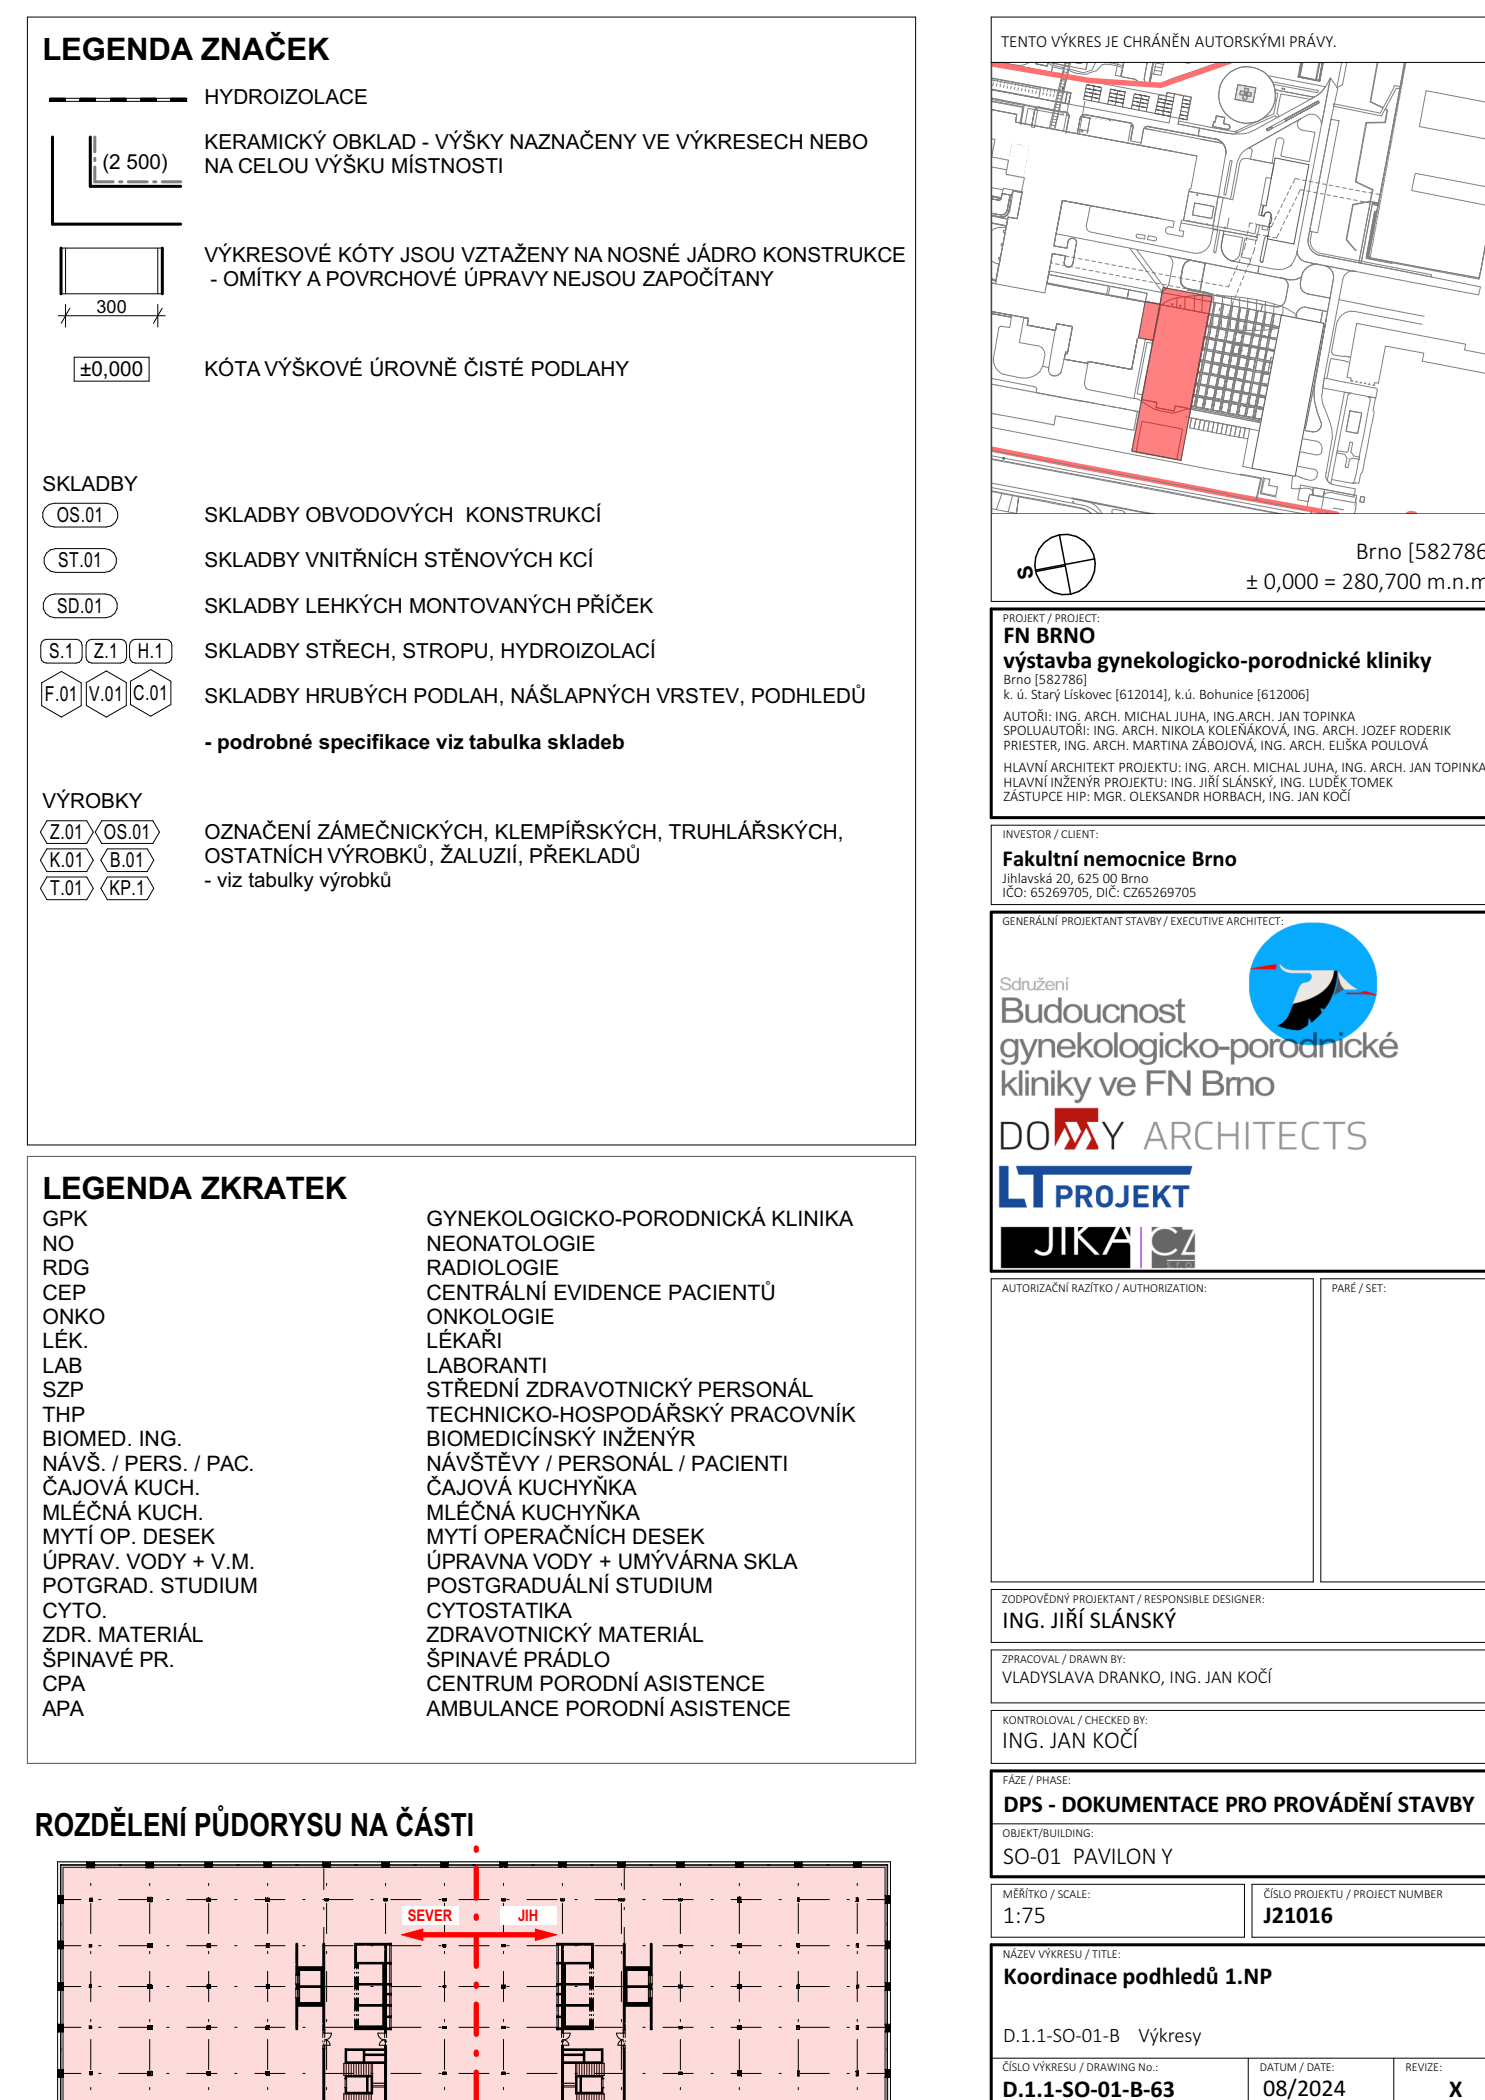 LEGENDA ZNAČEK
HYDROIZOLACE
(2 500)
KERAMICKÝ OBKLAD - VÝŠKY NAZNAČENY VE VÝKRESECH NEBO
NA CELOU VÝŠKU MÍSTNOSTI
VÝKRESOVÉ KÓTY JSOU VZTAŽENY NA NOSNÉ JÁDRO KONSTRUKCE
- OMÍTKY A POVRCHOVÉ ÚPRAVY NEJSOU ZAPOČÍTANY
300
±0,000
KÓTA VÝŠKOVÉ ÚROVNĚ ČISTÉ PODLAHY
SKLADBY
OS.01 SKLADBY OBVODOVÝCH KONSTRUKCÍ
ST.01 SKLADBY VNITŘNÍCH STĚNOVÝCH KCÍ
SD.01 SKLADBY LEHKÝCH MONTOVANÝCH PŘÍČEK
S.1 Z.1 H.1 SKLADBY STŘECH, STROPU, HYDROIZOLACÍ
F.01 V.01 C.01 SKLADBY HRUBÝCH PODLAH, NÁŠLAPNÝCH VRSTEV, PODHLEDŮ
- podrobné specifikace viz tabulka skladeb
VÝROBKY
Z.01 OS.01 OZNAČENÍ ZÁMEČNICKÝCH, KLEMPÍŘSKÝCH, TRUHLÁŘSKÝCH,
K.01 B.01 OSTATNÍCH VÝROBKŮ, ŽALUZIÍ, PŘEKLADŮ
T.01 KP.1 - viz tabulky výrobků
LEGENDA ZKRATEK
GPK GYNEKOLOGICKO-PORODNICKÁ KLINIKA
NO NEONATOLOGIE
RDG RADIOLOGIE
CEP CENTRÁLNÍ EVIDENCE PACIENTŮ
ONKO ONKOLOGIE
LÉK. LÉKAŘI
LAB LABORANTI
SZP STŘEDNÍ ZDRAVOTNICKÝ PERSONÁL
THP TECHNICKO-HOSPODÁŘSKÝ PRACOVNÍK
BIOMED. ING. BIOMEDICÍNSKÝ INŽENÝR
NÁVŠ. / PERS. / PAC. NÁVŠTĚVY / PERSONÁL / PACIENTI
ČAJOVÁ KUCH. ČAJOVÁ KUCHYŇKA
MLÉČNÁ KUCH. MLÉČNÁ KUCHYŇKA
MYTÍ OP. DESEK MYTÍ OPERAČNÍCH DESEK
ÚPRAV. VODY + V.M. ÚPRAVNA VODY + UMÝVÁRNA SKLA
POTGRAD. STUDIUM POSTGRADUÁLNÍ STUDIUM
CYTO. CYTOSTATIKA
ZDR. MATERIÁL ZDRAVOTNICKÝ MATERIÁL
ŠPINAVÉ PR. ŠPINAVÉ PRÁDLO
CPA CENTRUM PORODNÍ ASISTENCE
APA AMBULANCE PORODNÍ ASISTENCE
ROZDĚLENÍ PŮDORYSU NA ČÁSTI
SEVER JIH
TENTO VÝKRES JE CHRÁNĚN AUTORSKÝMI PRÁVY.
S
Brno [582786
± 0,000 = 280,700 m.n.m
PROJEKT / PROJECT:
FN BRNO
výstavba gynekologicko-porodnické kliniky
Brno [582786]
k. ú. Starý Lískovec [612014], k.ú. Bohunice [612006]
AUTOŘI: ING. ARCH. MICHAL JUHA, ING.ARCH. JAN TOPINKA
SPOLUAUTOŘI: ING. ARCH. NIKOLA KOLEŇÁKOVÁ, ING. ARCH. JOZEF RODERIK
PRIESTER, ING. ARCH. MARTINA ZÁBOJOVÁ, ING. ARCH. ELIŠKA POULOVÁ
HLAVNÍ ARCHITEKT PROJEKTU: ING. ARCH. MICHAL JUHA, ING. ARCH. JAN TOPINKA
HLAVNÍ INŽENÝR PROJEKTU: ING. JIŘÍ SLÁNSKÝ, ING. LUDĚK TOMEK
ZÁSTUPCE HIP: MGR. OLEKSANDR HORBACH, ING. JAN KOČÍ
INVESTOR / CLIENT:
Fakultní nemocnice Brno
Jihlavská 20, 625 00 Brno
IČO: 65269705, DIČ: CZ65269705
GENERÁLNÍ PROJEKTANT STAVBY / EXECUTIVE ARCHITECT:
Sdružení
Budoucnost
gynekologicko-porodnické
kliniky ve FN Brno
DOMY ARCHITECTS
LT PROJEKT
JIKA CZ
s.r.o
AUTORIZAČNÍ RAZÍTKO / AUTHORIZATION:
PARÉ / SET:
ZODPOVĚDNÝ PROJEKTANT / RESPONSIBLE DESIGNER:
ING. JIŘÍ SLÁNSKÝ
ZPRACOVAL / DRAWN BY:
VLADYSLAVA DRANKO, ING. JAN KOČÍ
KONTROLOVAL / CHECKED BY:
ING. JAN KOČÍ
FÁZE / PHASE:
DPS - DOKUMENTACE PRO PROVÁDĚNÍ STAVBY
OBJEKT/BUILDING:
SO-01 PAVILON Y
MĚŘÍTKO / SCALE:
1:75
ČÍSLO PROJEKTU / PROJECT NUMBER
J21016
NÁZEV VÝKRESU / TITLE:
Koordinace podhledů 1.NP
D.1.1-SO-01-B Výkresy
ČÍSLO VÝKRESU / DRAWING No.:
D.1.1-SO-01-B-63
DATUM / DATE:
08/2024
REVIZE:
X